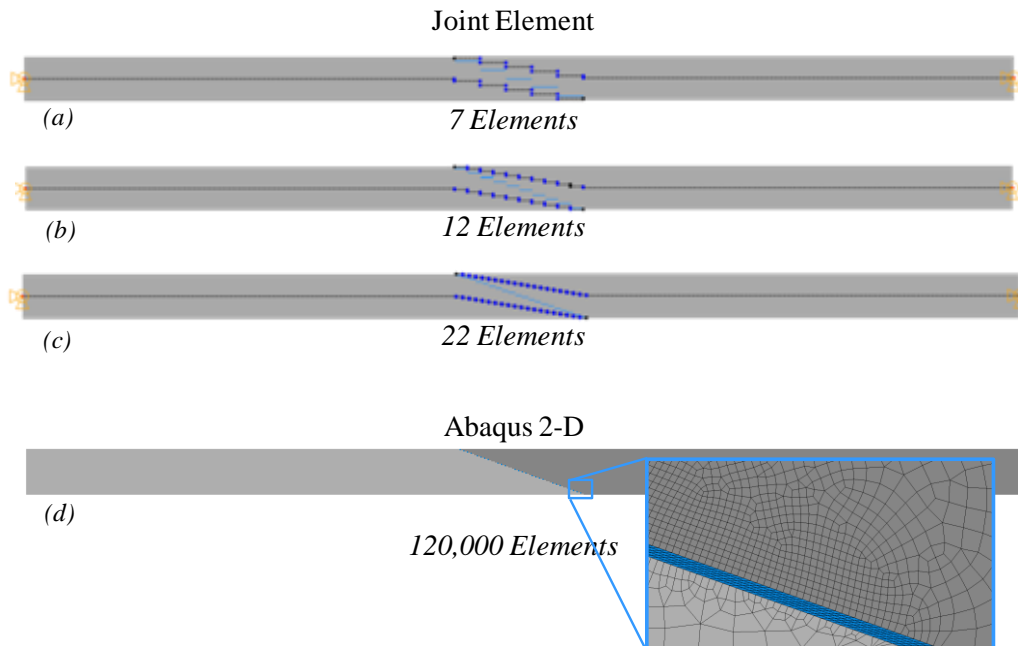 Joint Element
(a)
7 Elements
(b)
12 Elements
(c)
22 Elements
Abaqus 2-D
(d)
120,000 Elements